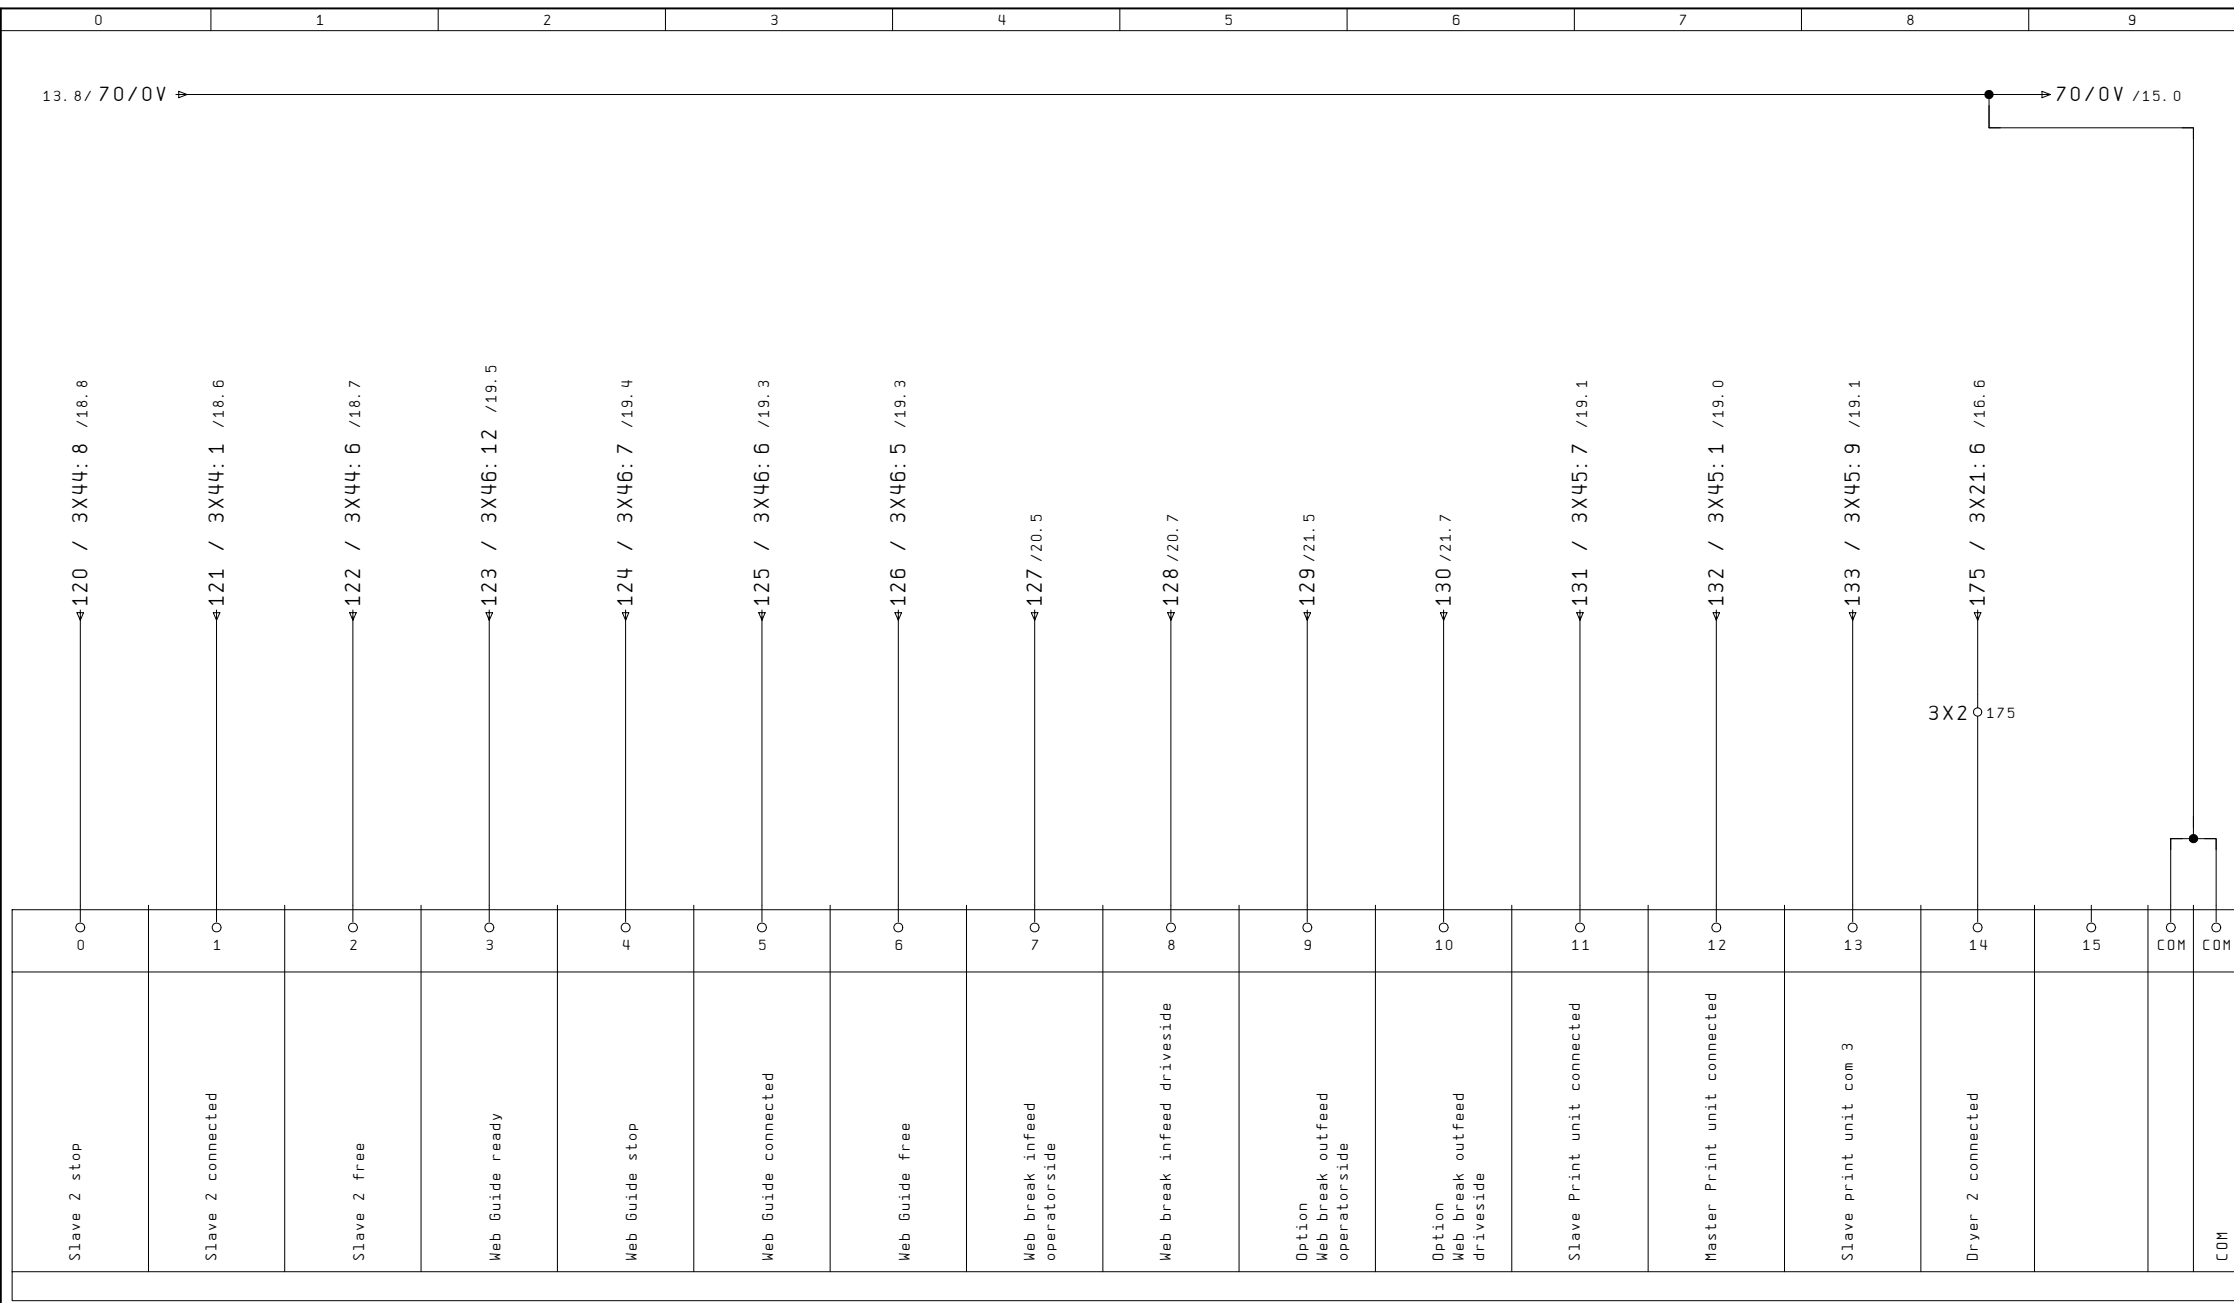 0 1 2 3 4 5 6 7 8 9
13.8/ 70/0V
70/0V /15.0
120 / 3X44:8 /18.8
121 / 3X44:1 /18.6
122 / 3X44:6 /18.7
123 / 3X46:12 /19.5
124 / 3X46:7 /19.4
125 / 3X46:6 /19.3
126 / 3X46:5 /19.3
127 /20.5
128 /20.7
129 /21.5
130 /21.7
131 / 3X45:7 /19.1
132 / 3X45:1 /19.0
133 / 3X45:9 /19.1
175 / 3X21:6 /16.6
3X2 175
0 1 2 3 4 5 6 7 8 9 10 11 12 13 14 15 COM COM
Slave 2 stop
Slave 2 connected
Slave 2 free
Web Guide ready
Web Guide stop
Web Guide connected
Web Guide free
Web break infeed
operatorside
Web break infeed driveside
Option
Web break outfeed
operatorside
Option
Web break outfeed
driveside
Slave Print unit connected
Master Print unit connected
Slave print unit com 3
Dryer 2 connected
COM